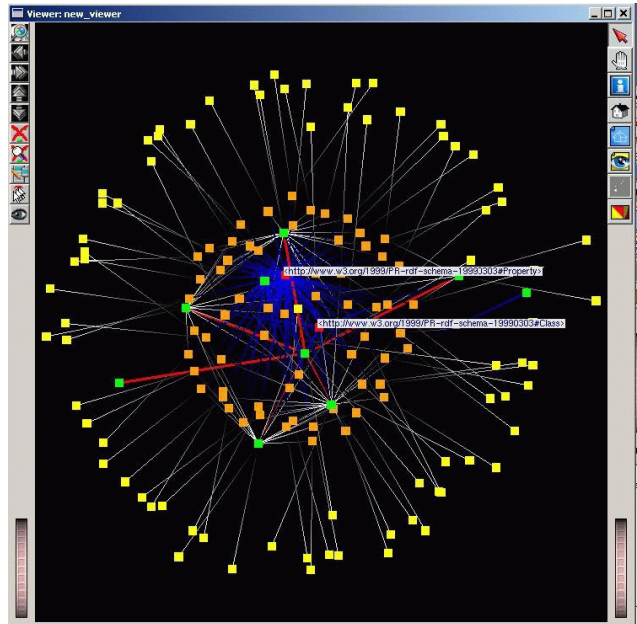 Viewer: new_viewer
<http://www.w3.org/1999/PR-rdf-schema-19990303#Property>
<http://www.w3.org/1999/PR-rdf-schema-19990303#Class>